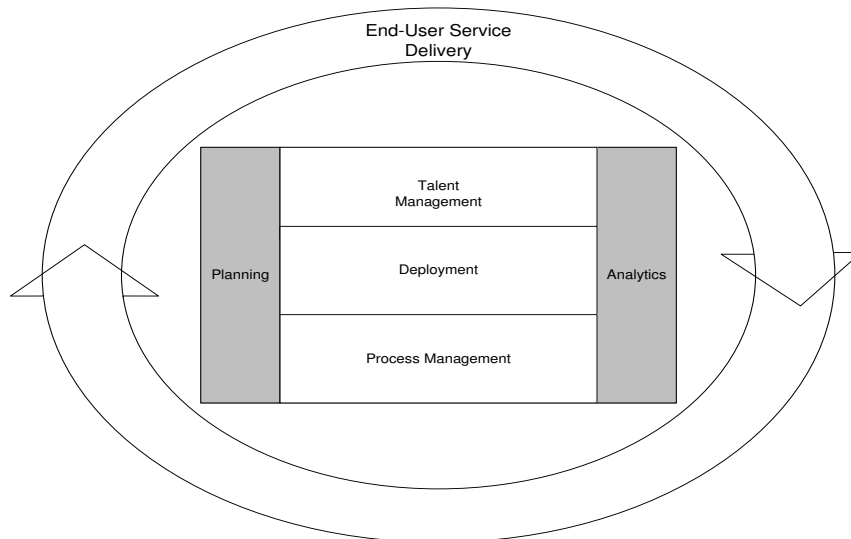 End-User Service
Delivery
Talent
Management
Planning
Deployment
Analytics
Process Management